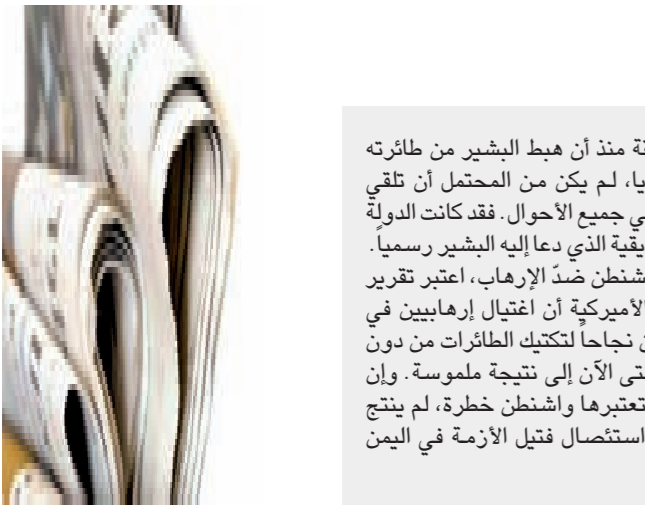 نة منذ أن هبط البشير من طائرته
يا، لم يكن من المحتمل أن تلقي
ي جميع الأحوال. فقد كانت الدولة
يقية الذي دعا إليه البشير رسمياً.
شنطن ضدّ الإرهاب، اعتبر تقرير
الأميركية أن اغتيال إرهابيين في
ن نجاحاً لتكتيك الطائرات من دون
تى الآن إلى نتيجة ملموسة. وإن
تعتبرها واشنطن خطرة، لم ينتج
استئصال فتيل الأزمة في اليمن